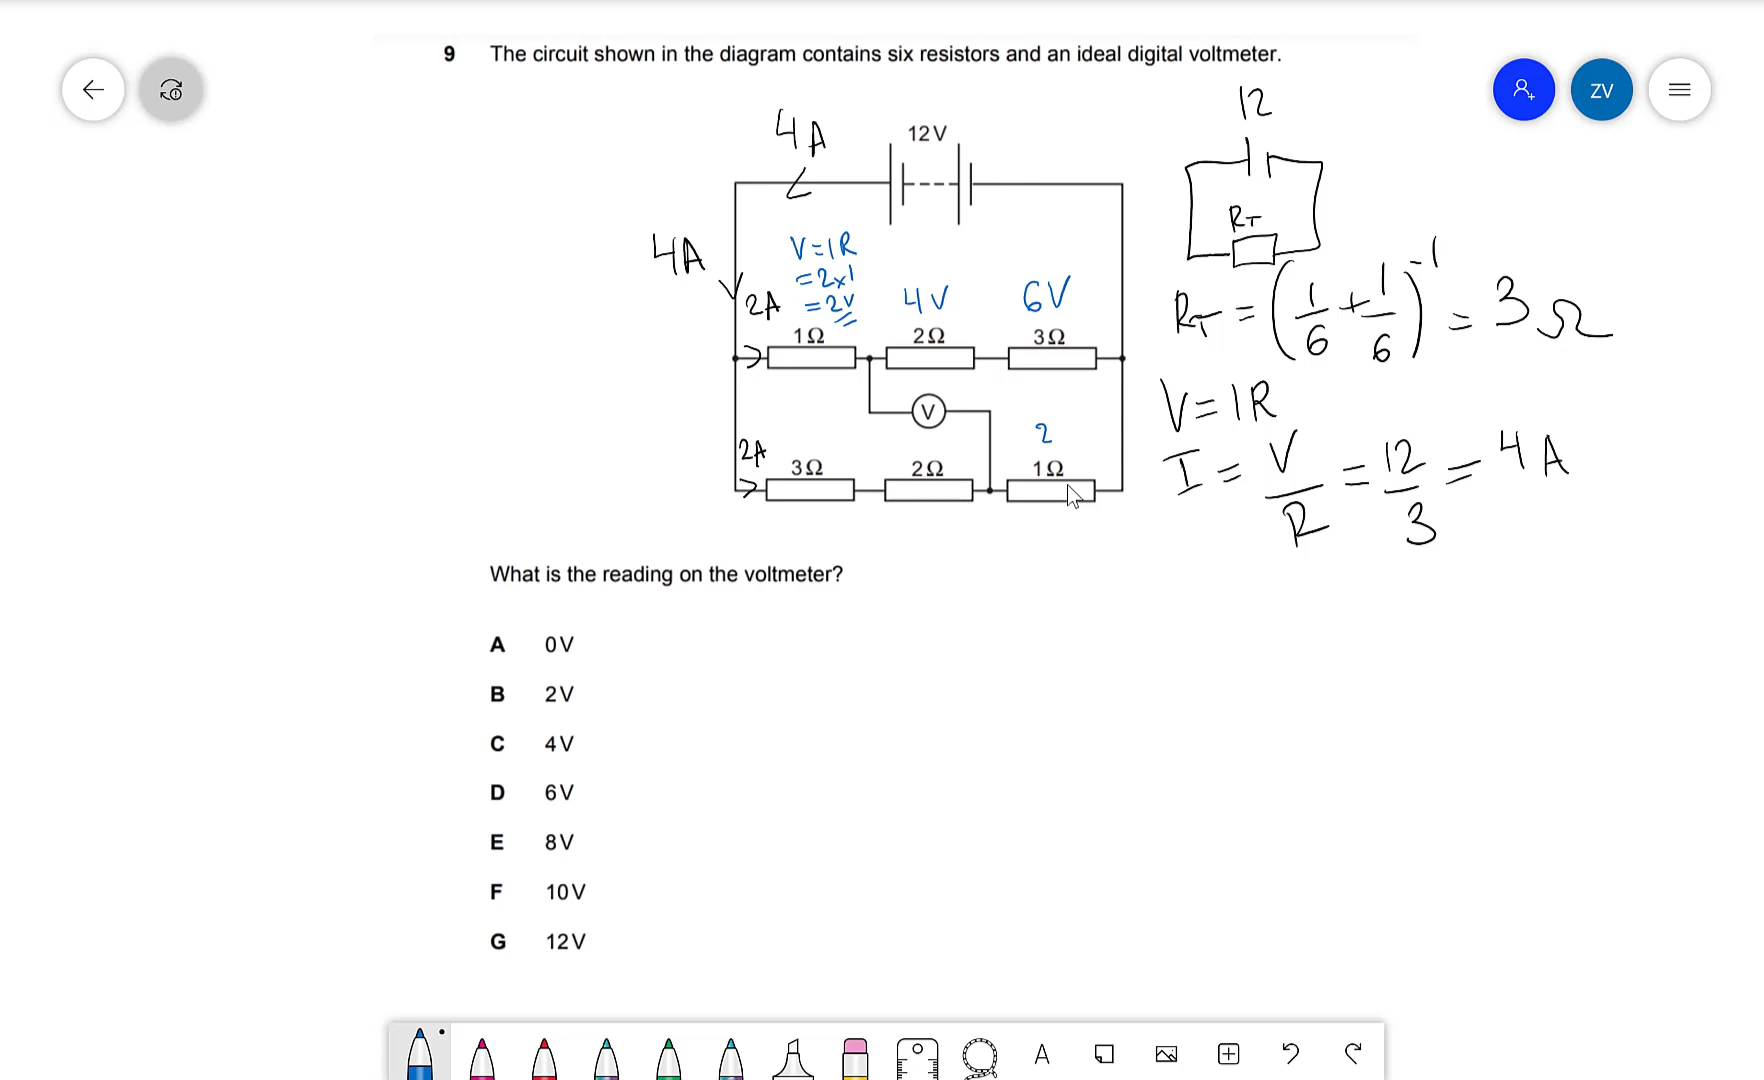 9 The circuit shown in the diagram contains six resistors and an ideal digital voltmeter.
ZV
12
4A
12V
RT
4A
V=IR
=2x1
=2V
2A
4V
6V
1Ω
2Ω
3Ω
RT = (1/6 + 1/6)^-1 = 3Ω
V
V=IR
2
2A
3Ω
2Ω
1Ω
I = V/R = 12/3 = 4A
What is the reading on the voltmeter?
A 0V
B 2V
C 4V
D 6V
E 8V
F 10V
G 12V
A